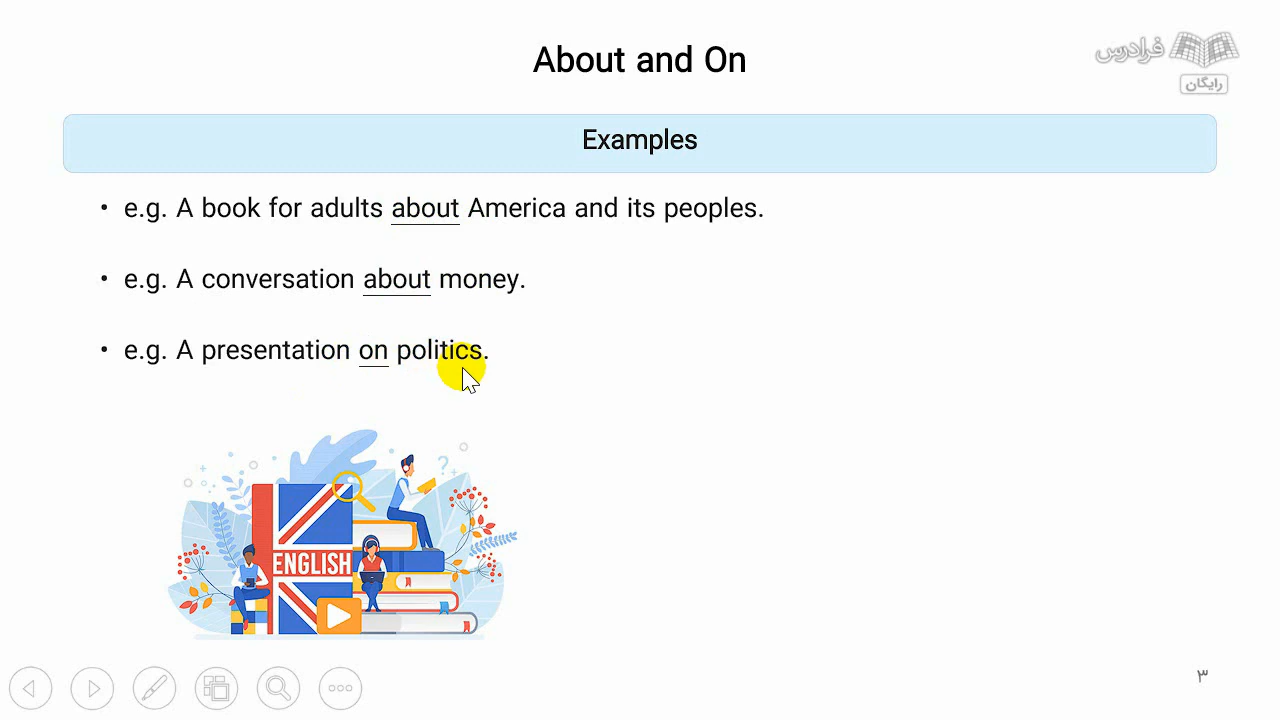 About and On
فرادرس
رایگان
Examples
• e.g. A book for adults about America and its peoples.
• e.g. A conversation about money.
• e.g. A presentation on politics.
?
ENGLISH
۳